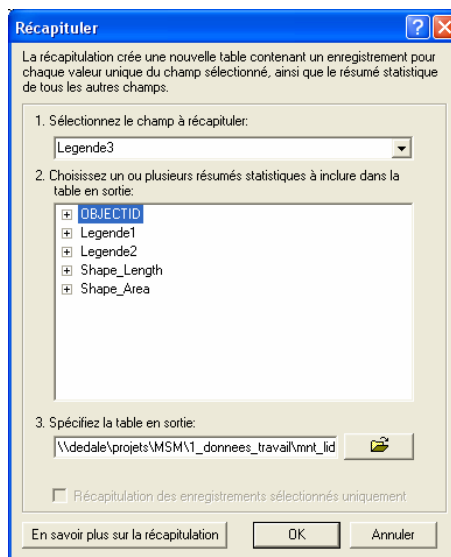 Récapituler
La récapitulation crée une nouvelle table contenant un enregistrement pour
chaque valeur unique du champ sélectionné, ainsi que le résumé statistique
de tous les autres champs.
1. Sélectionnez le champ à récapituler:
Legende3
2. Choisissez un ou plusieurs résumés statistiques à inclure dans la
table en sortie:
OBJECTID
Legende1
Legende2
Shape_Length
Shape_Area
3. Spécifiez la table en sortie:
\\dedale\projets\MSM\1_donnees_travail\mnt_lid
Récapitulation des enregistrements sélectionnés uniquement
En savoir plus sur la récapitulation
OK
Annuler